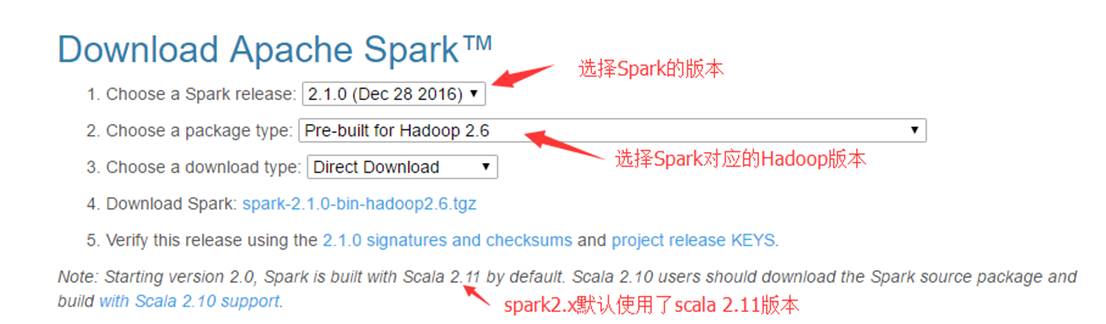 Download Apache Spark™
选择Spark的版本
1. Choose a Spark release: 2.1.0 (Dec 28 2016)
2. Choose a package type: Pre-built for Hadoop 2.6
选择Spark对应的Hadoop版本
3. Choose a download type: Direct Download
4. Download Spark: spark-2.1.0-bin-hadoop2.6.tgz
5. Verify this release using the 2.1.0 signatures and checksums and project release KEYS.
Note: Starting version 2.0, Spark is built with Scala 2.11 by default. Scala 2.10 users should download the Spark source package and
build with Scala 2.10 support.
spark2.x默认使用了scala 2.11版本